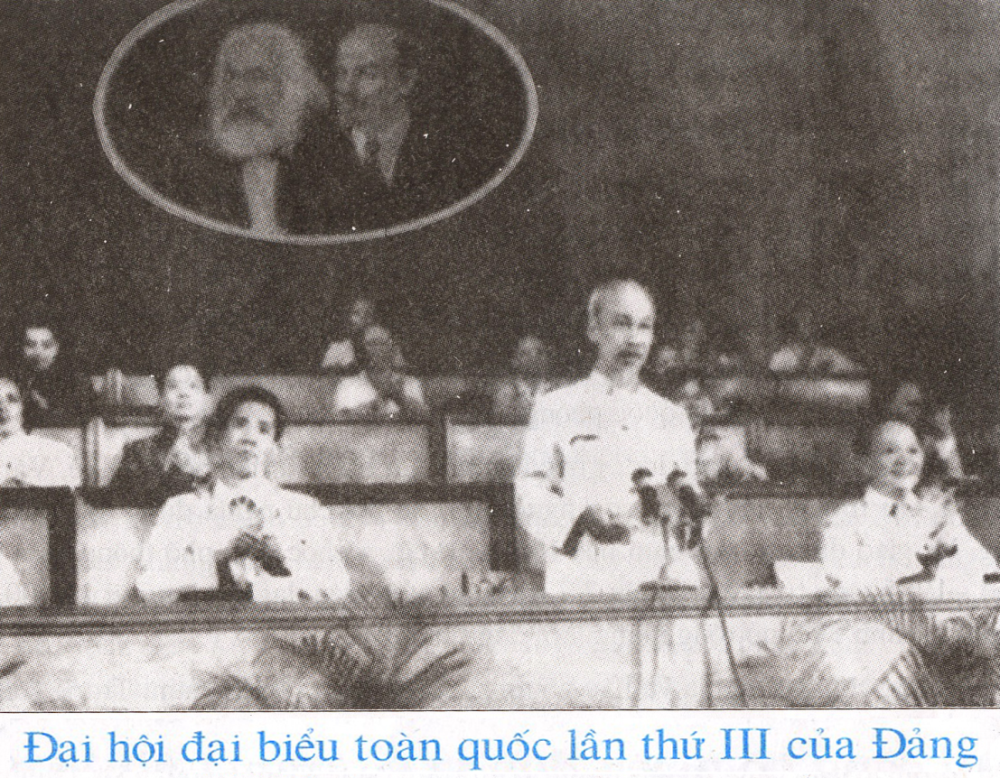 Đại hội đại biểu toàn quốc lần thứ III của Đảng